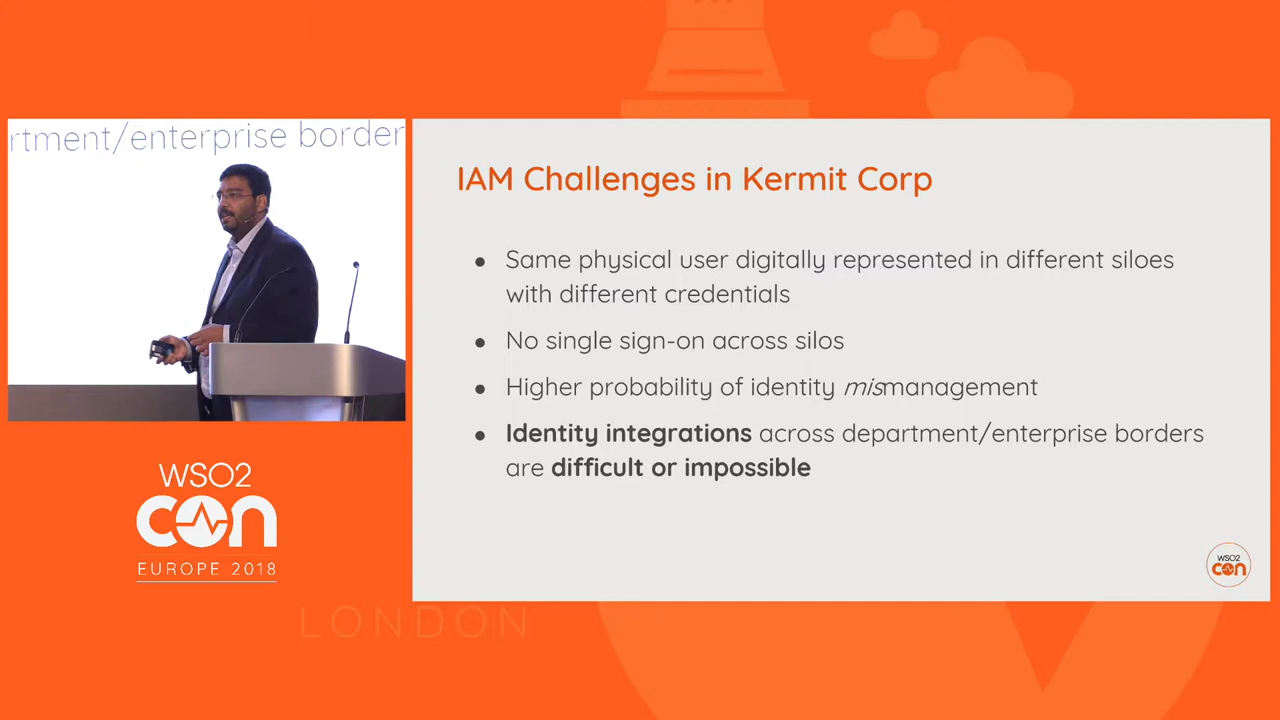 rtment/enterprise border
IAM Challenges in Kermit Corp
● Same physical user digitally represented in different siloes
with different credentials
● No single sign-on across silos
● Higher probability of identity mismanagement
● Identity integrations across department/enterprise borders
are difficult or impossible
WSO2
con
EUROPE 2018
LONDON
WSO2
con